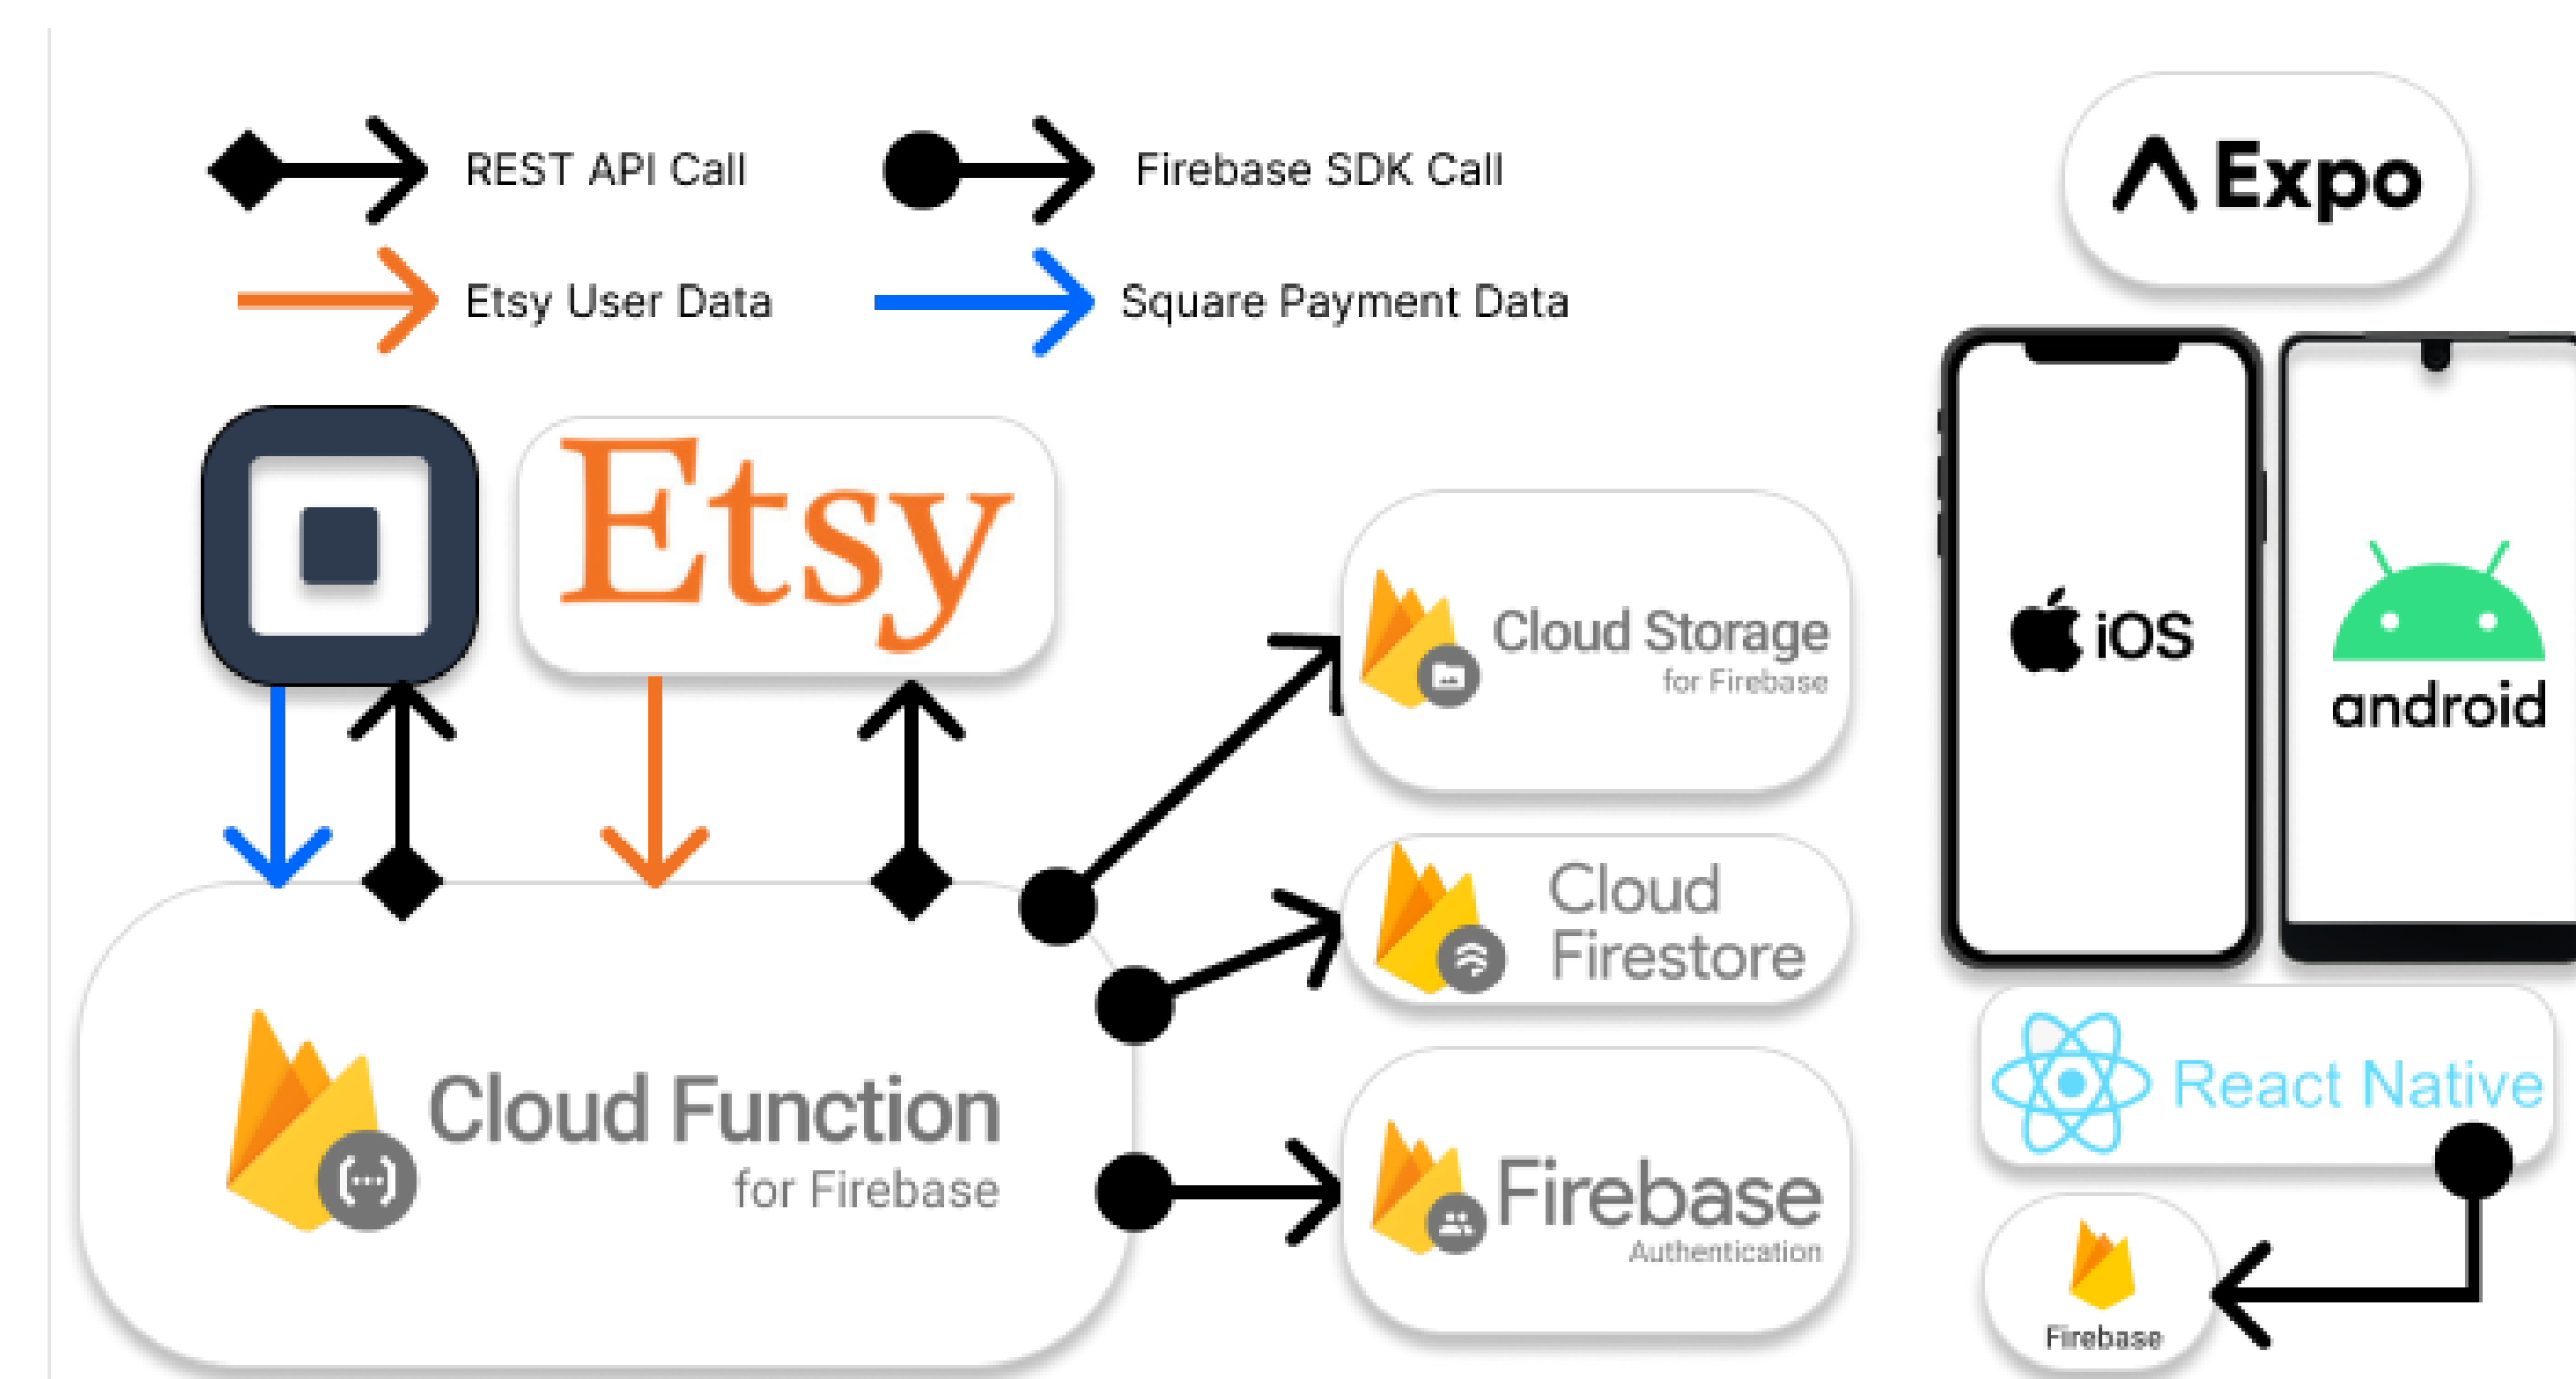 REST API Call
Firebase SDK Call
Etsy User Data
Square Payment Data
Expo
Etsy
Cloud Storage
for Firebase
iOS
android
Cloud
Firestore
Cloud Function
for Firebase
Firebase
Authentication
React Native
Firebase